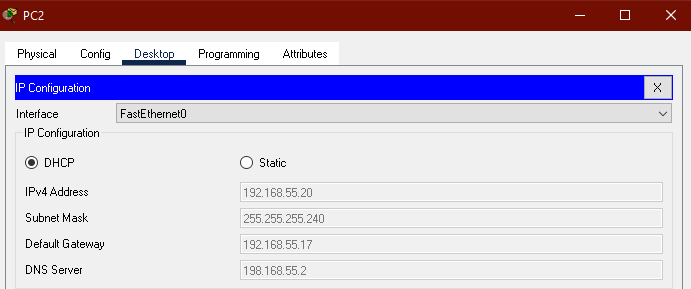 PC2
Physical Config Desktop Programming Attributes
IP Configuration X
Interface FastEthernet0
IP Configuration
DHCP Static
IPv4 Address 192.168.55.20
Subnet Mask 255.255.255.240
Default Gateway 192.168.55.17
DNS Server 198.168.55.2